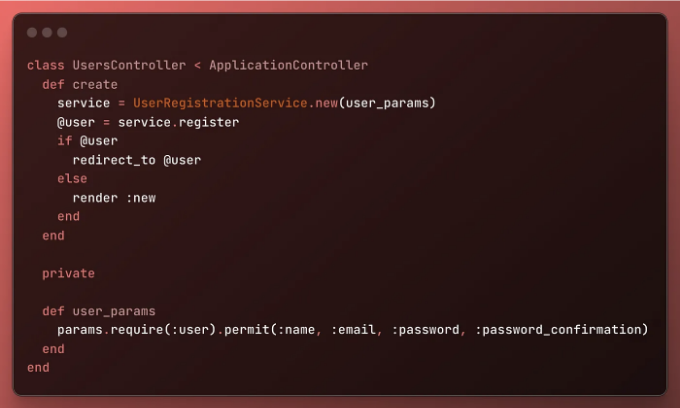 class UsersController < ApplicationController
  def create
    service = UserRegistrationService.new(user_params)
    @user = service.register
    if @user
      redirect_to @user
    else
      render :new
    end
  end

  private

  def user_params
    params.require(:user).permit(:name, :email, :password, :password_confirmation)
  end
end